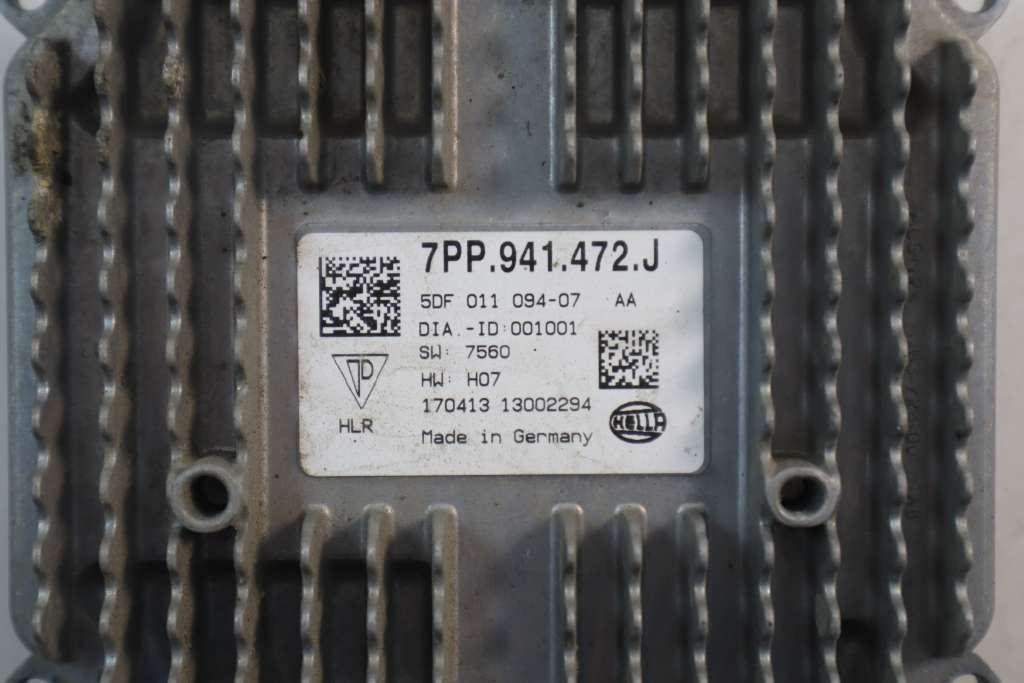 7PP.941.472.J
5DF 011 094-07 AA
DIA.-ID:001001
SW: 7560
HW: H07
170413 13002294
HLR
Made in Germany
HELLA